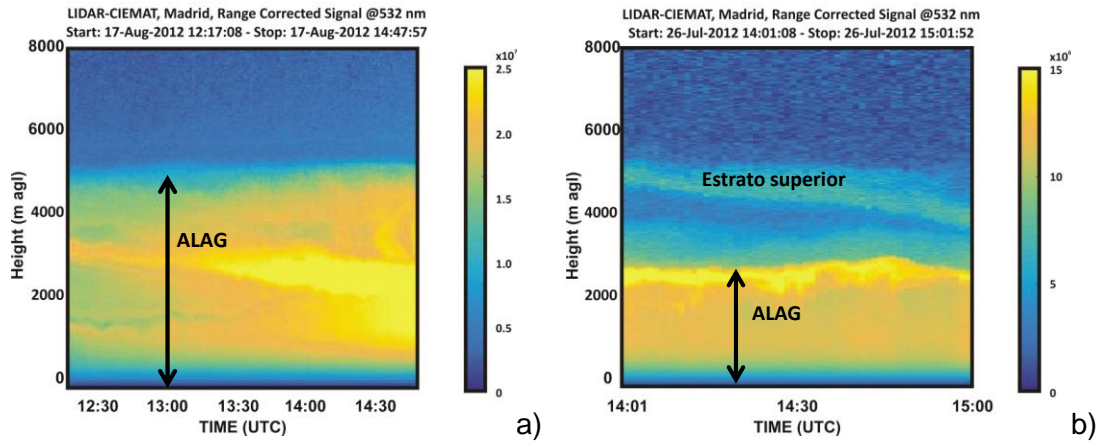 LIDAR-CIEMAT, Madrid, Range Corrected Signal @532 nm
Start: 17-Aug-2012 12:17:08 - Stop: 17-Aug-2012 14:47:57
8000
6000
4000
2000
0
Height (m agl)
ALAG
12:30 13:00 13:30 14:00 14:30
TIME (UTC)
x10⁷
2.5
2.0
1.5
1.0
0.5
0
a)
LIDAR-CIEMAT, Madrid, Range Corrected Signal @532 nm
Start: 26-Jul-2012 14:01:08 - Stop: 26-Jul-2012 15:01:52
8000
6000
4000
2000
0
Height (m agl)
Estrato superior
ALAG
14:01 14:30 15:00
TIME (UTC)
x10⁶
15
10
5
0
b)